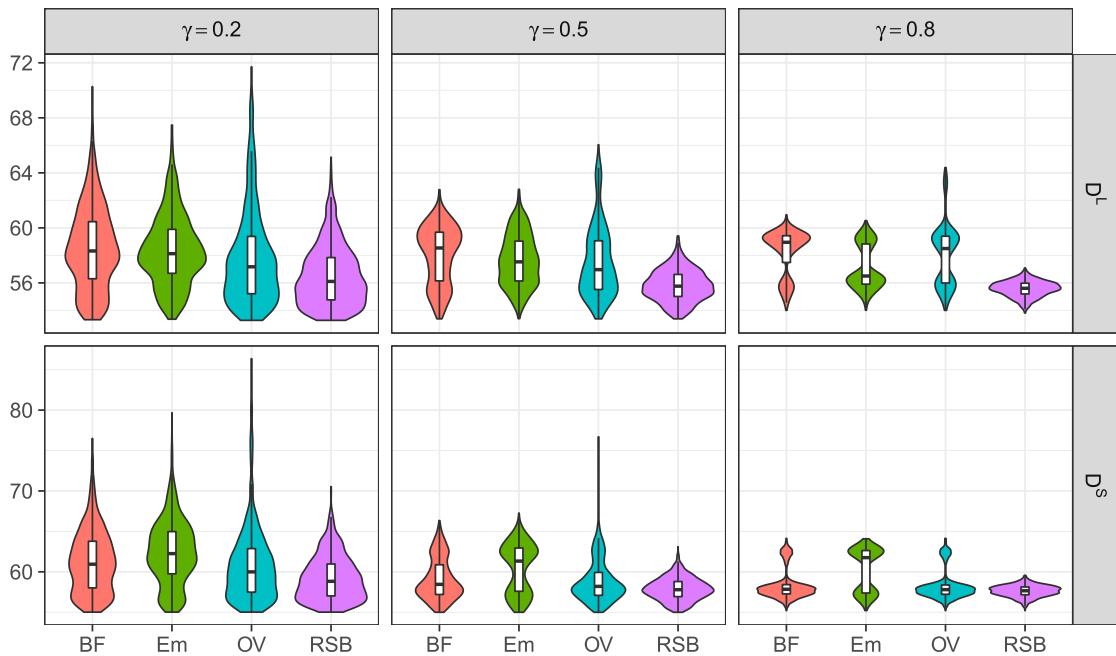 γ = 0.2 γ = 0.5 γ = 0.8
72
68
64
60
56
D^L
80
70
60
D^S
BF Em OV RSB BF Em OV RSB BF Em OV RSB